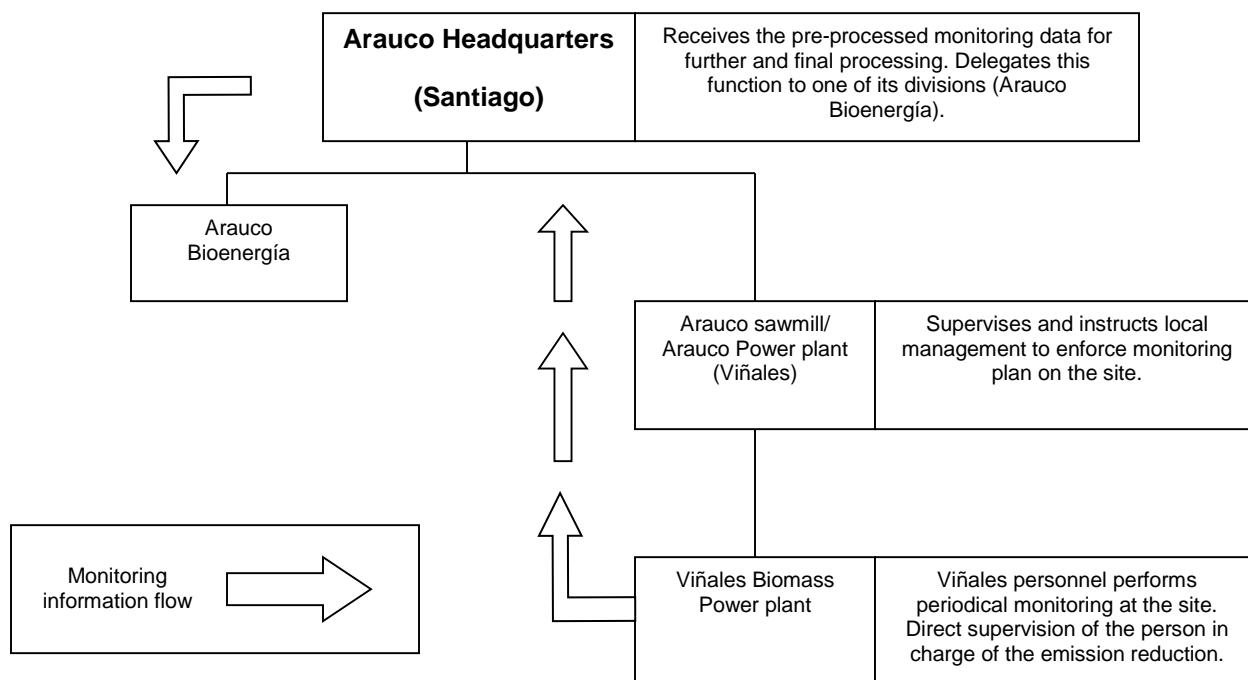 Arauco Headquarters
(Santiago)
Receives the pre-processed monitoring data for
further and final processing. Delegates this
function to one of its divisions (Arauco
Bioenergía).
Arauco
Bioenergía
Arauco sawmill/
Arauco Power plant
(Viñales)
Supervises and instructs local
management to enforce monitoring
plan on the site.
Monitoring
information flow
Viñales Biomass
Power plant
Viñales personnel performs
periodical monitoring at the site.
Direct supervision of the person in
charge of the emission reduction.